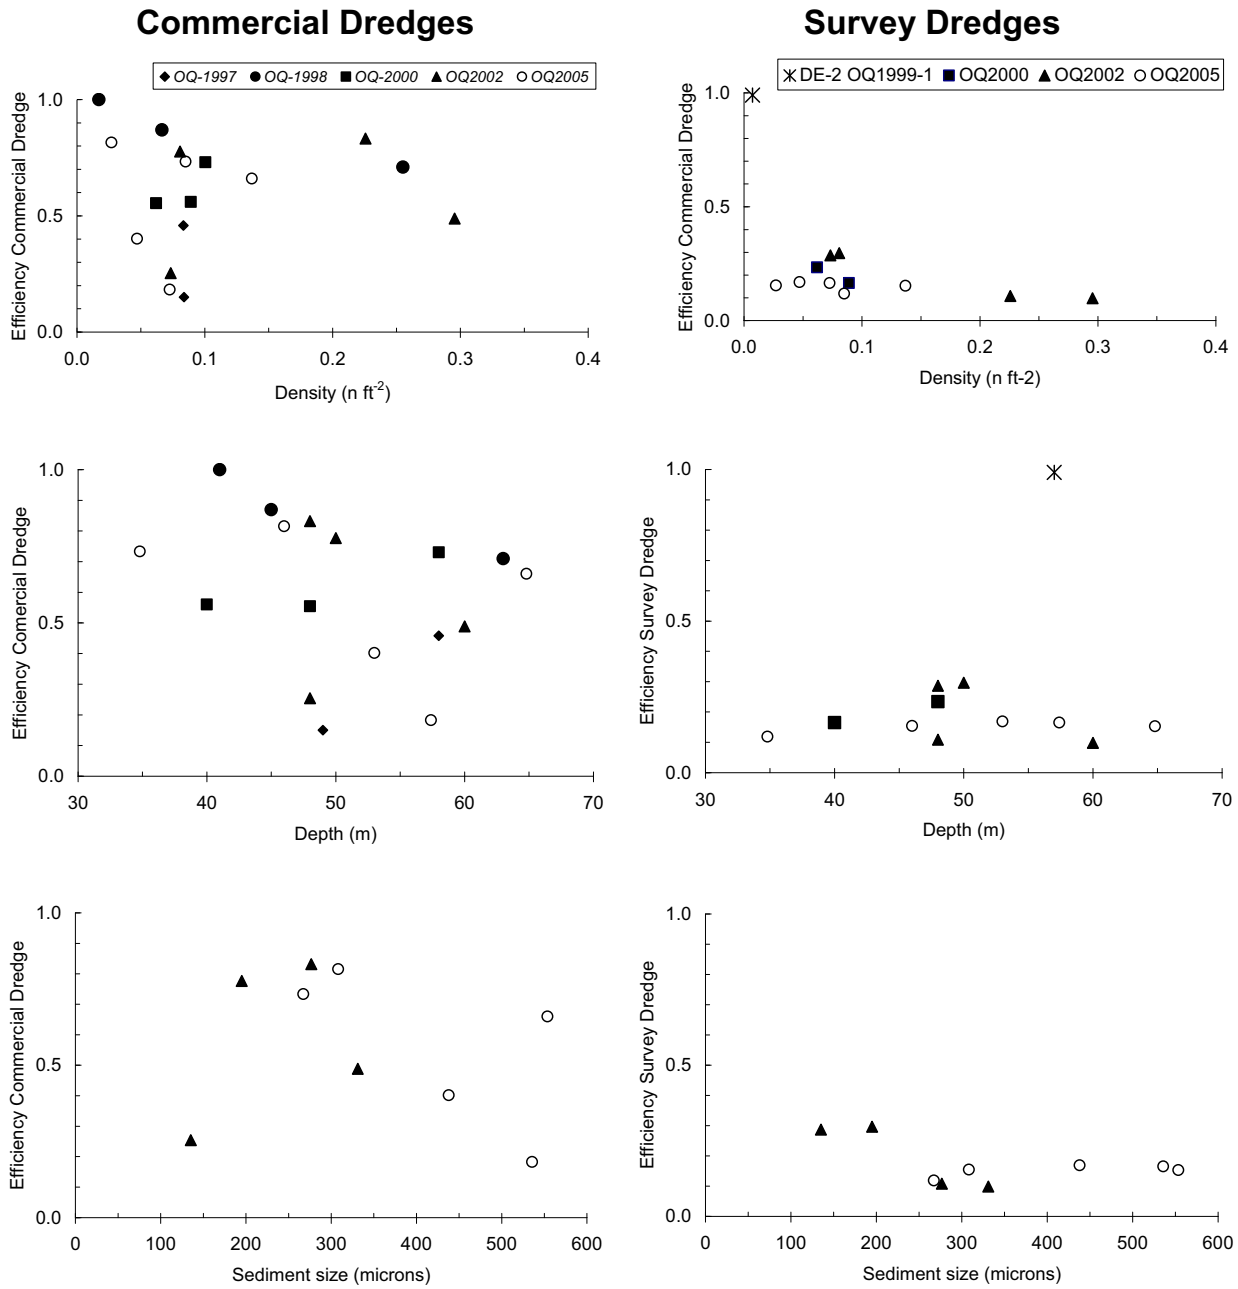 Commercial Dredges
OQ-1997 OQ-1998 OQ-2000 OQ2002 OQ2005
Efficiency Commercial Dredge
1.0
0.5
0.0
0.0 0.1 0.2 0.3 0.4
Density (n ft-2)
Survey Dredges
DE-2 OQ1999-1 OQ2000 OQ2002 OQ2005
Efficiency Commercial Dredge
1.0
0.5
0.0
0.0 0.1 0.2 0.3 0.4
Density (n ft-2)
Efficiency Comercial Dredge
1.0
0.5
0.0
30 40 50 60 70
Depth (m)
Efficiency Survey Dredge
1.0
0.5
0.0
30 40 50 60 70
Depth (m)
Efficiency Commercial Dredge
1.0
0.5
0.0
0 100 200 300 400 500 600
Sediment size (microns)
Efficiency Survey Dredge
1.0
0.5
0.0
0 100 200 300 400 500 600
Sediment size (microns)